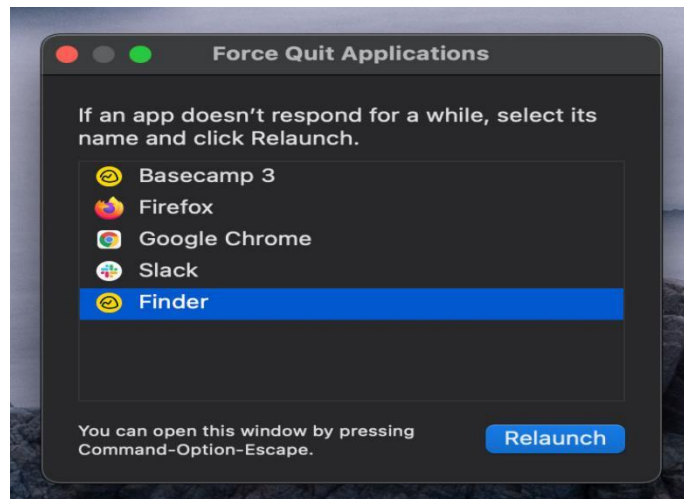 Force Quit Applications
If an app doesn’t respond for a while, select its
name and click Relaunch.
Basecamp 3
Firefox
Google Chrome
Slack
Finder
You can open this window by pressing
Command-Option-Escape.
Relaunch